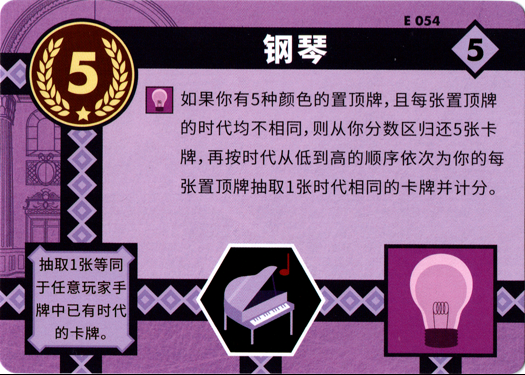 E 054
钢琴
5
5
如果你有5种颜色的置顶牌，且每张置顶牌
的时代均不相同，则从你分数区归还5张卡
牌，再按时代从低到高的顺序依次为你的每
张置顶牌抽取1张时代相同的卡牌并计分。
抽取1张等同
于任意玩家手
牌中已有时代
的卡牌。